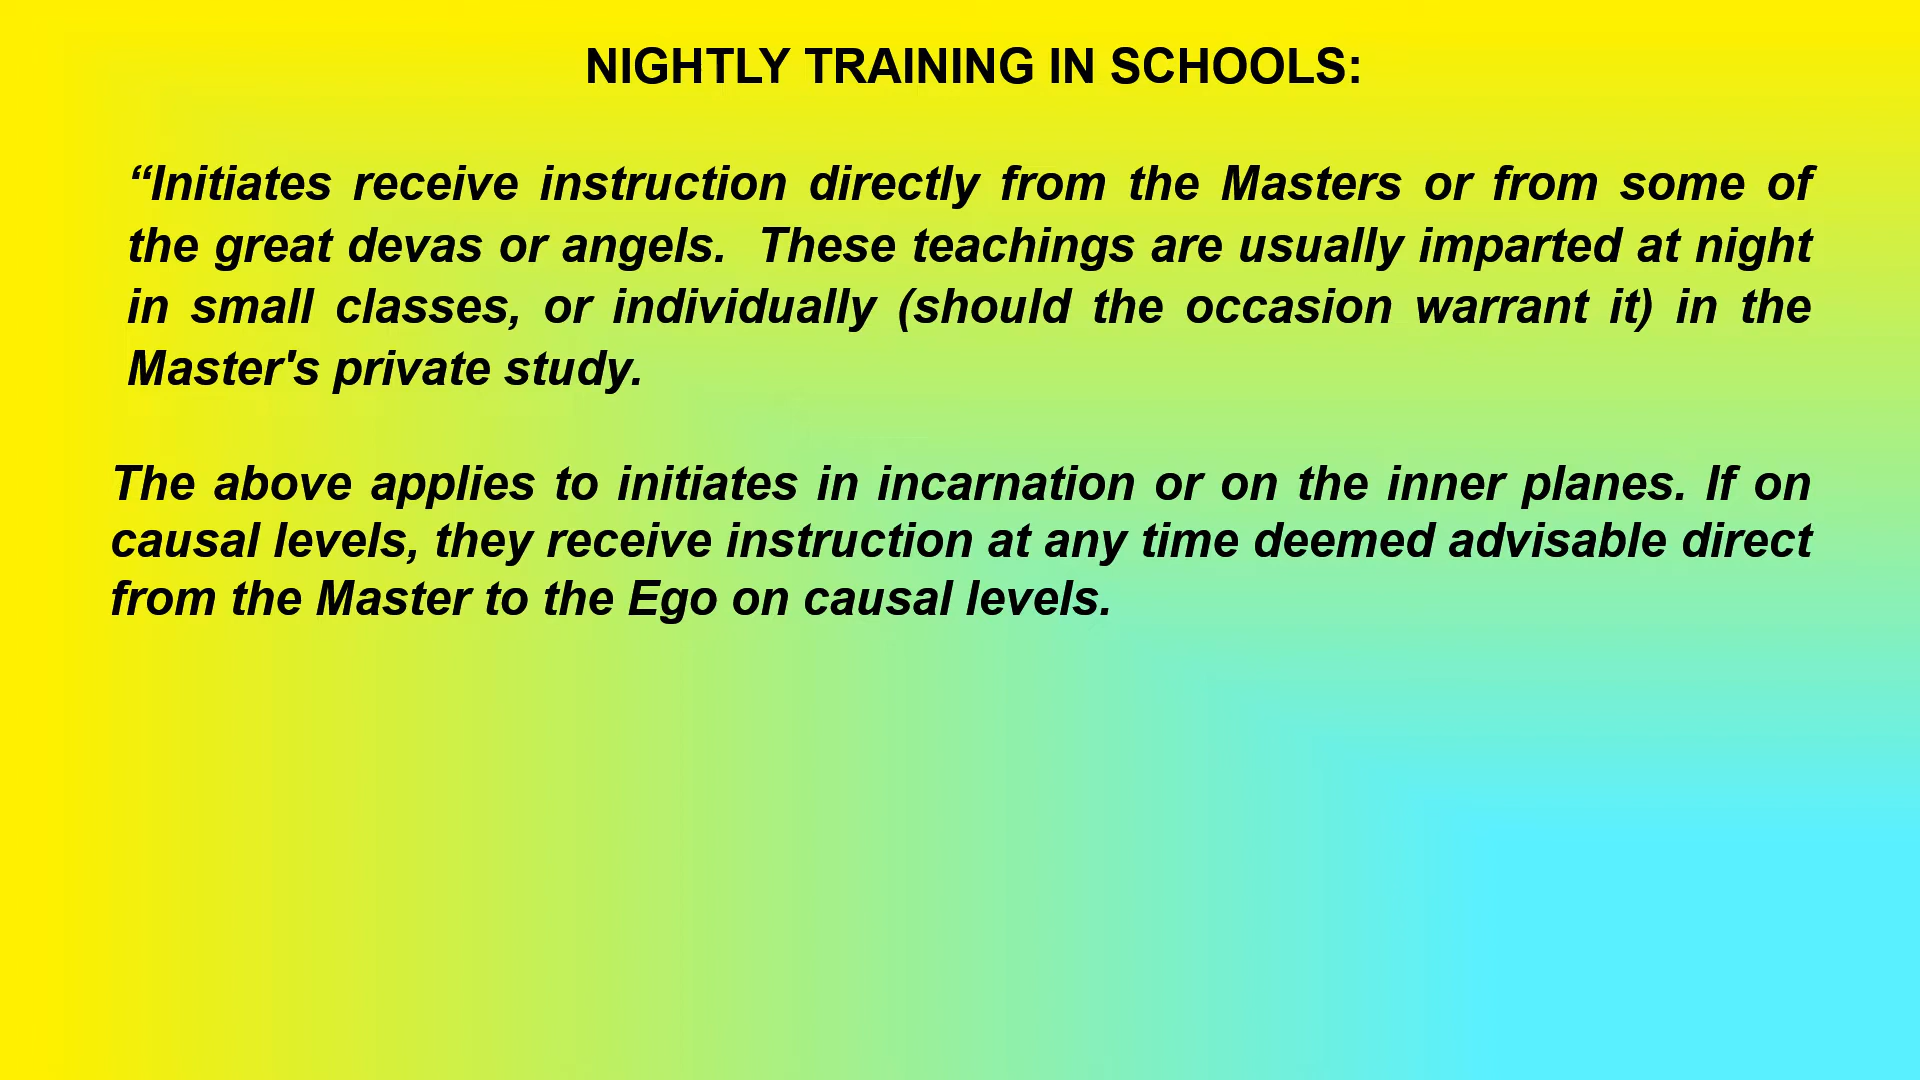 NIGHTLY TRAINING IN SCHOOLS:
“Initiates receive instruction directly from the Masters or from some of
the great devas or angels.  These teachings are usually imparted at night
in small classes, or individually (should the occasion warrant it) in the
Master's private study.
The above applies to initiates in incarnation or on the inner planes. If on
causal levels, they receive instruction at any time deemed advisable direct
from the Master to the Ego on causal levels.